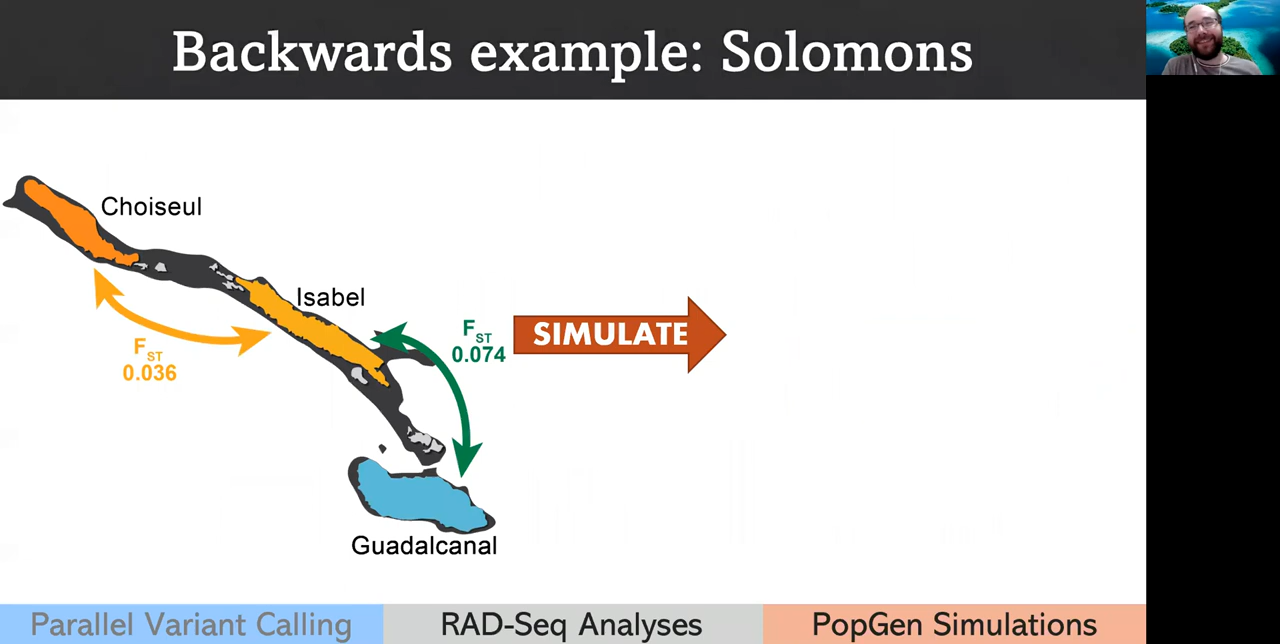 Backwards example: Solomons
Choiseul
Isabel
FST
0.036
FST
0.074
SIMULATE
Guadalcanal
Parallel Variant Calling
RAD-Seq Analyses
PopGen Simulations